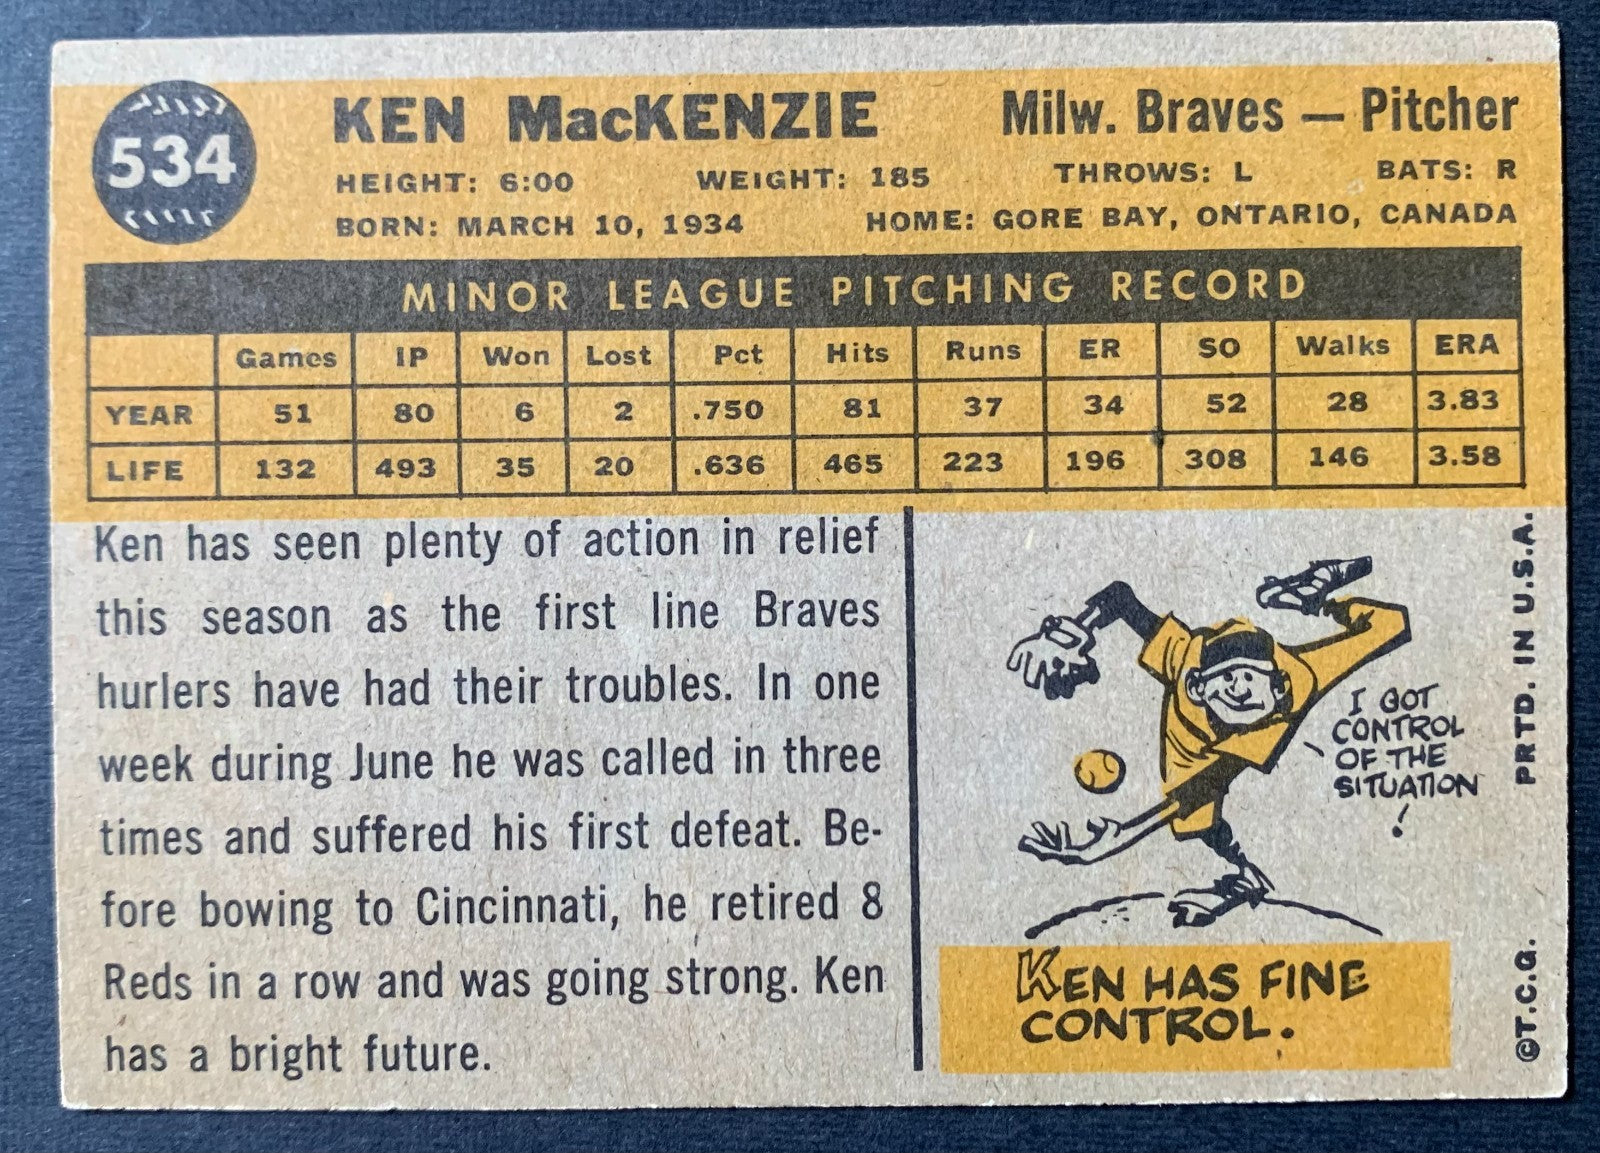 534
KEN MacKENZIE Milw. Braves — Pitcher
HEIGHT: 6:00 WEIGHT: 185 THROWS: L BATS: R
BORN: MARCH 10, 1934 HOME: GORE BAY, ONTARIO, CANADA
MINOR LEAGUE PITCHING RECORD
Games IP Won Lost Pct Hits Runs ER SO Walks ERA
YEAR 51 80 6 2 .750 81 37 34 52 28 3.83
LIFE 132 493 35 20 .636 465 223 196 308 146 3.58
Ken has seen plenty of action in relief
this season as the first line Braves
hurlers have had their troubles. In one
week during June he was called in three
times and suffered his first defeat. Be-
fore bowing to Cincinnati, he retired 8
Reds in a row and was going strong. Ken
has a bright future.
I GOT
CONTROL
OF THE
SITUATION
!
KEN HAS FINE
CONTROL.
©T.C.G. PRTD. IN U.S.A.